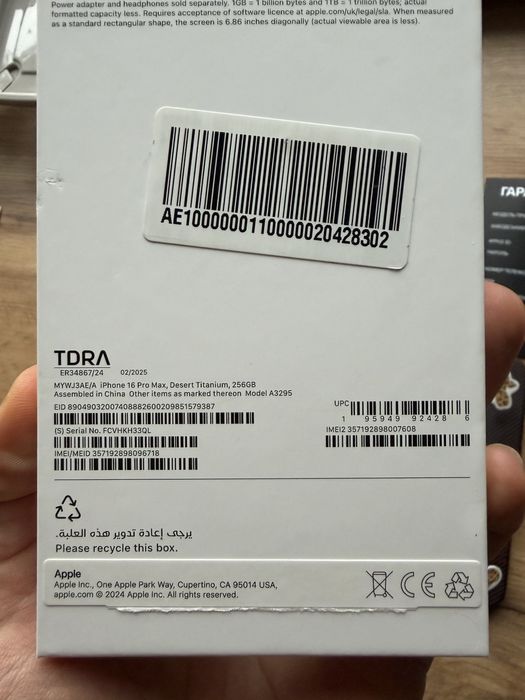 Power adapter and headphones sold separately. 1GB = 1 billion bytes and 1TB = 1 trillion bytes; actual
formatted capacity less. Requires acceptance of software licence at apple.com/uk/legal/sla. When measured
as a standard rectangular shape, the screen is 6.86 inches diagonally (actual viewable area is less).
AE1000000110000020428302
ГАРА
TDRA
ER34867/24 02/2025
MYWJ3AE/A iPhone 16 Pro Max, Desert Titanium, 256GB
Assembled in China Other items as marked thereon Model A3295
EID 89049032007408882600209851579387
UPC
1 95949 92428 6
(S) Serial No. FCVHKH33QL
IMEI2 357192898007608
IMEI/MEID 357192898096718
يرجى إعادة تدوير هذه العلبة.
Please recycle this box.
Apple
Apple Inc., One Apple Park Way, Cupertino, CA 95014 USA,
apple.com © 2024 Apple Inc. All rights reserved.
CE